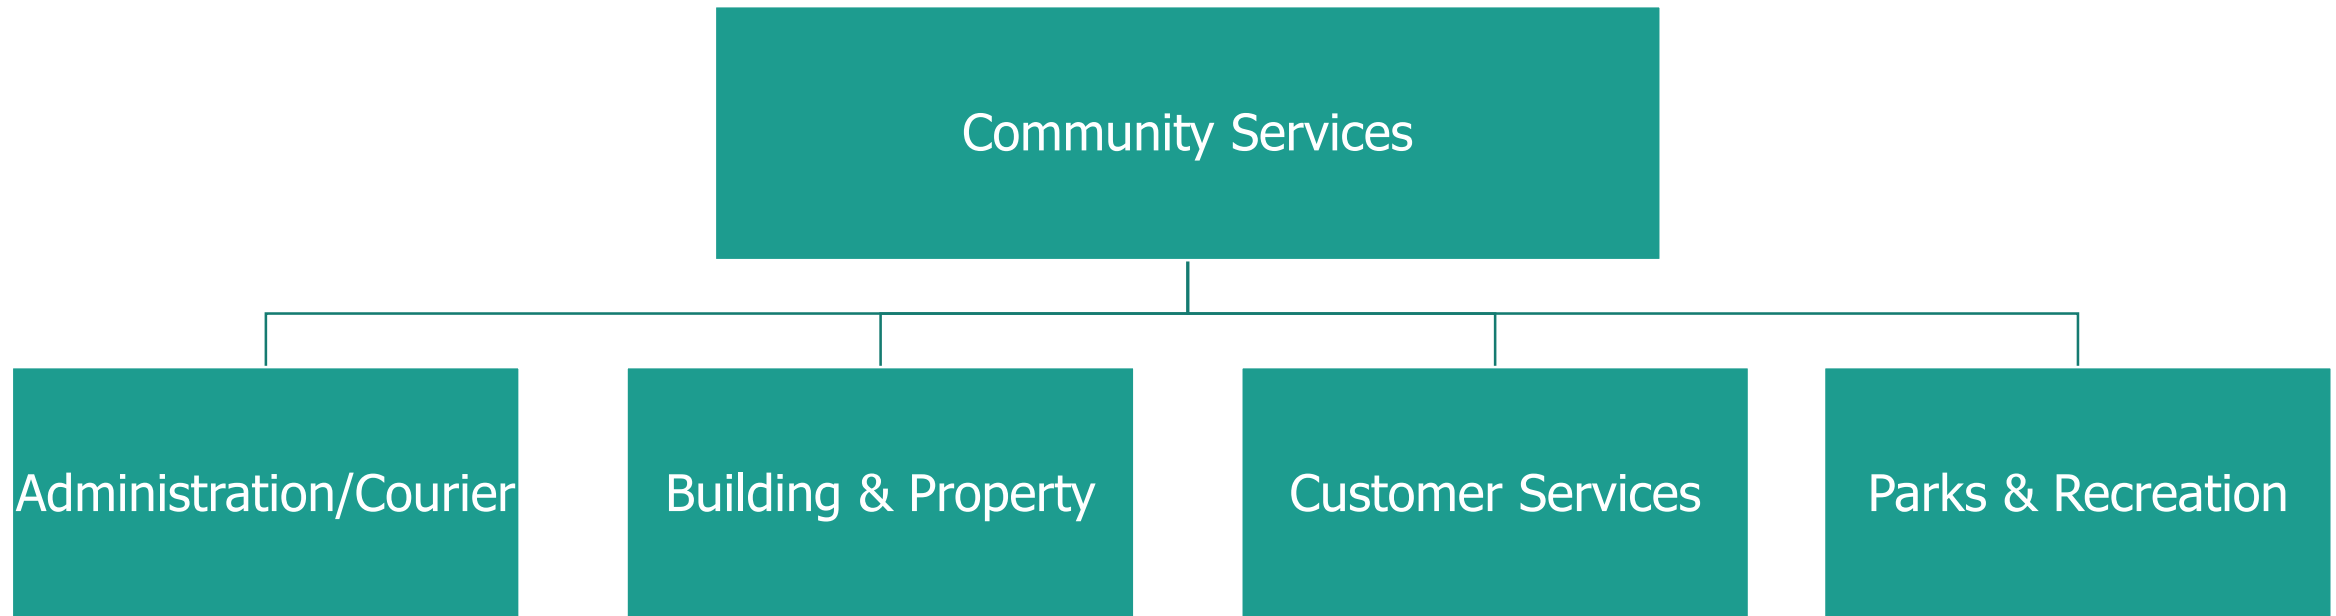 Community Services
Administration/Courier
Building & Property
Customer Services
Parks & Recreation